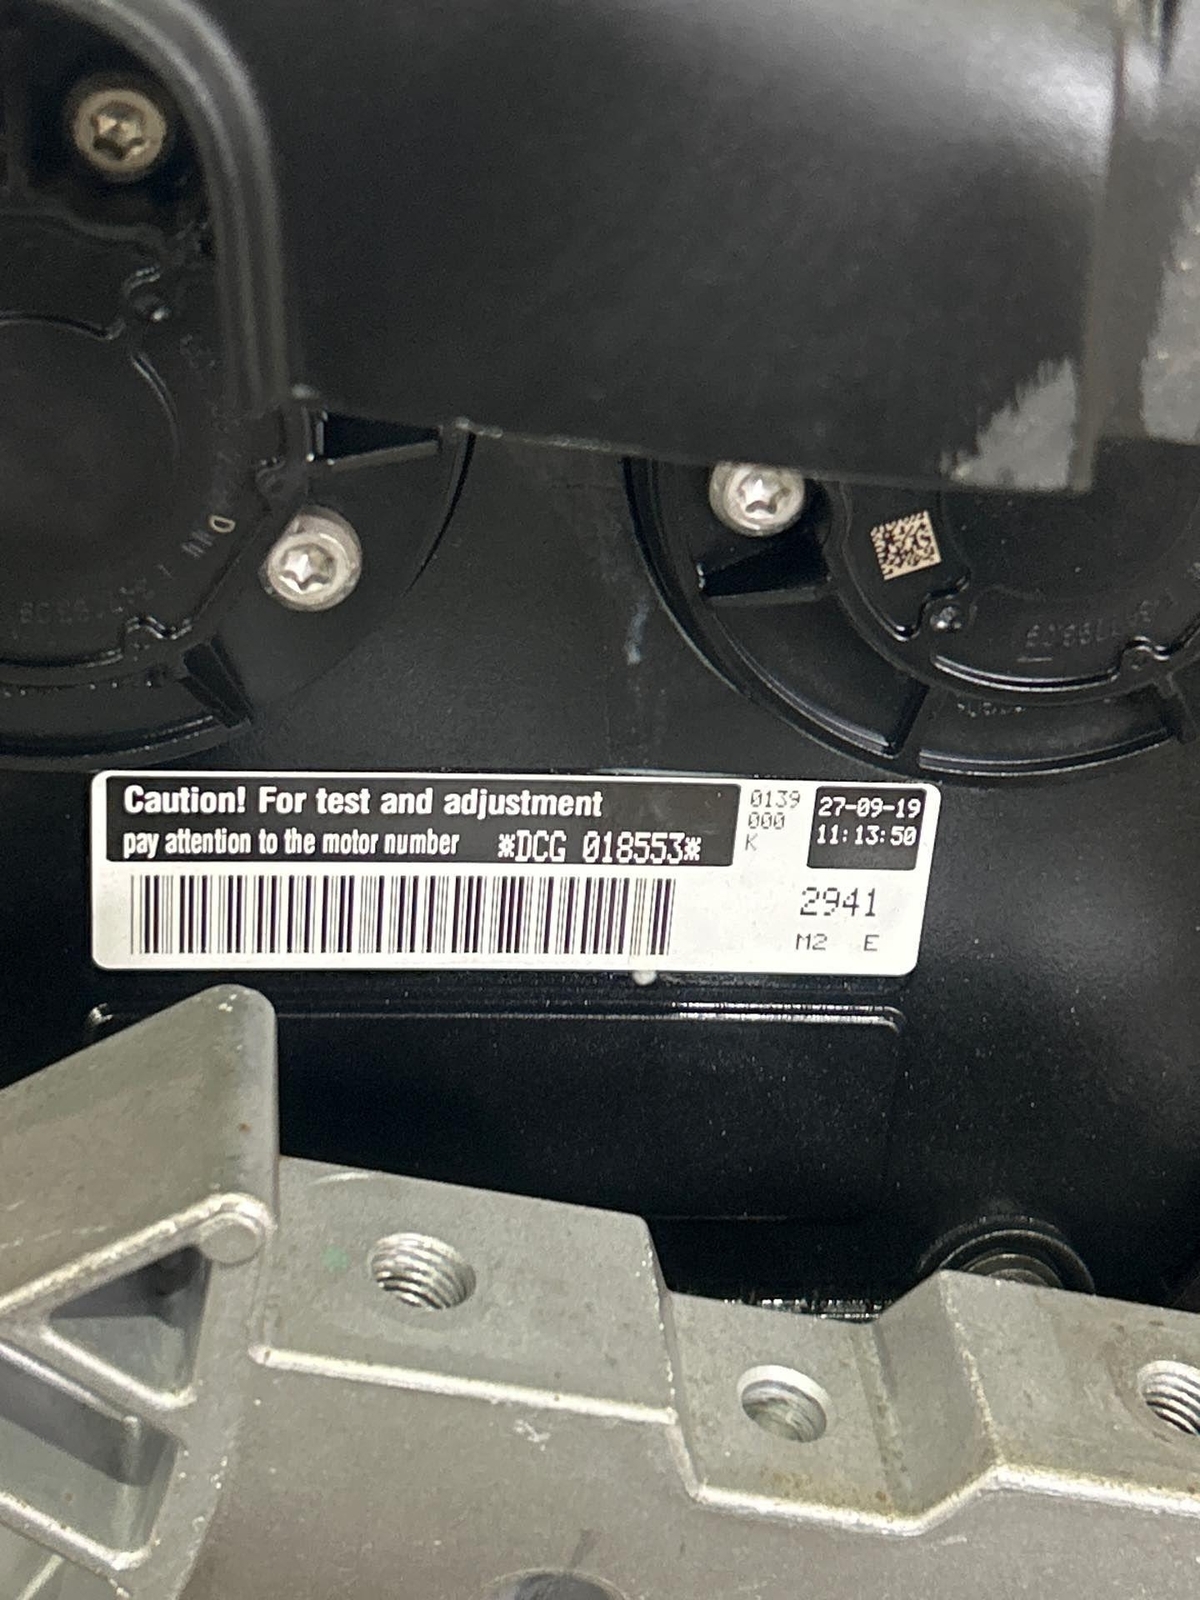 Caution! For test and adjustment
pay attention to the motor number *DCG 018553*
0139
000
K
27-09-19
11:13:50
2941
M2 E